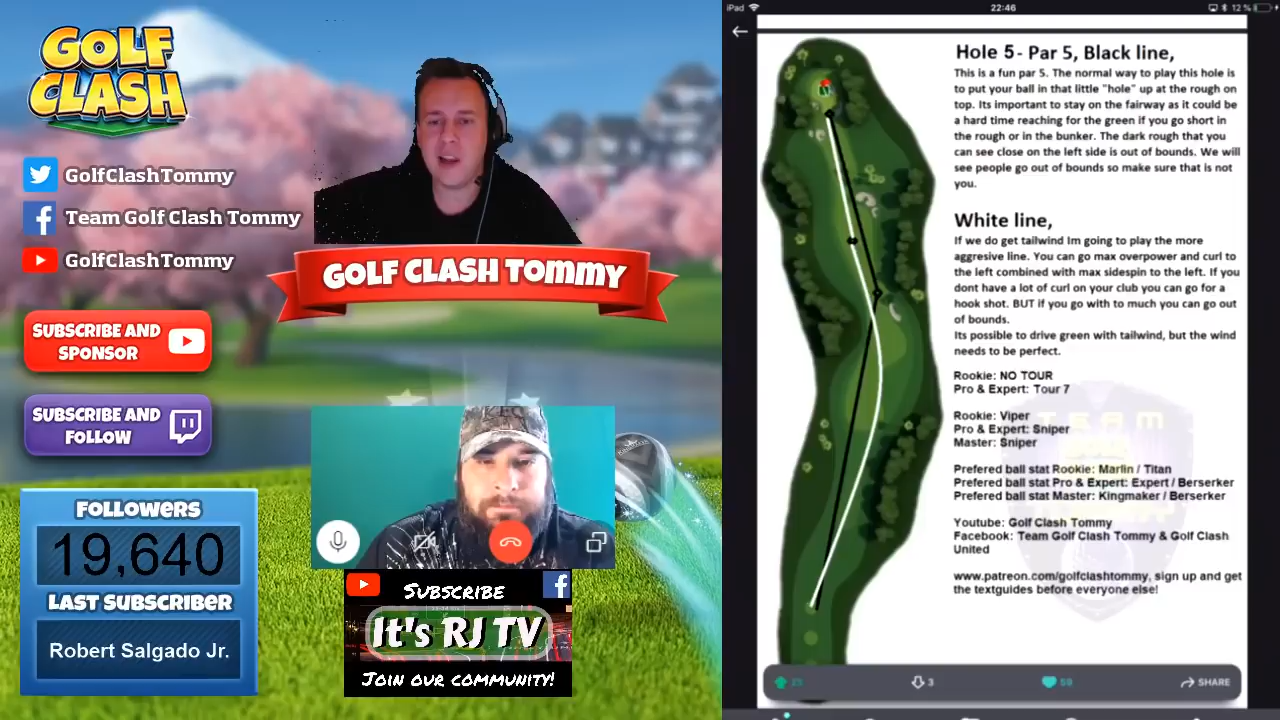 GOLF CLASH
GolfClashTommy
Team Golf Clash Tommy
GolfClashTommy
GOLF CLASH TOMMY
SUBSCRIBE AND
SPONSOR
SUBSCRIBE AND
FOLLOW
FOLLOWERS
19,640
LAST SUBSCRIBER
Robert Salgado Jr.
SUBSCRIBE
It's RJ TV
JOIN OUR COMMUNITY!
iPad
22:46
12 %
Hole 5 - Par 5, Black line,
This is a fun par 5. The normal way to play this hole is
to put your ball in that little "hole" up at the rough on
top. Its important to stay on the fairway as it could be
a hard time reaching for the green if you go short in
the rough or in the bunker. The dark rough that you
can see close on the left side is out of bounds. We will
see people go out of bounds so make sure that is not
you.
White line,
If we do get tailwind Im going to play the more
aggresive line. You can go max overpower and curl to
the left combined with max sidespin to the left. If you
dont have a lot of curl on your club you can go for a
hook shot. BUT if you go with to much you can go out
of bounds.
Its possible to drive green with tailwind, but the wind
needs to be perfect.
Rookie: NO TOUR
Pro & Expert: Tour 7
Rookie: Viper
Pro & Expert: Sniper
Master: Sniper
Prefered ball stat Rookie: Marlin / Titan
Prefered ball stat Pro & Expert: Expert / Berserker
Prefered ball stat Master: Kingmaker / Berserker
Youtube: Golf Clash Tommy
Facebook: Team Golf Clash Tommy & Golf Clash
United
www.patreon.com/golfclashtommy, sign up and get
the textguides before everyone else!
TEAM
23
3
59
SHARE